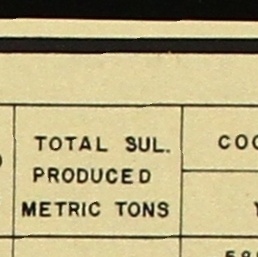 TOTAL SUL.
PRODUCED
METRIC TONS